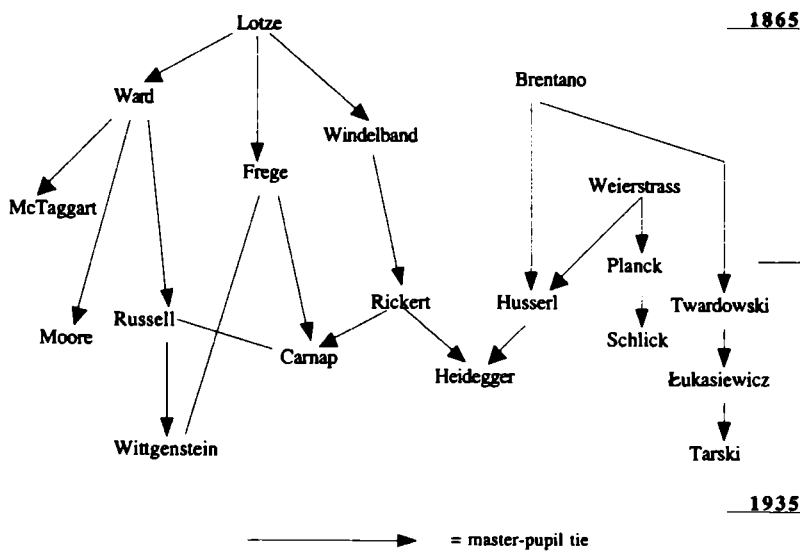 Lotze
1865
Ward
Brentano
Windelband
Frege
Weierstrass
McTaggart
Planck
Rickert
Husserl
Twardowski
Russell
Moore
Schlick
Carnap
Heidegger
Łukasiewicz
Wittgenstein
Tarski
1935
= master-pupil tie